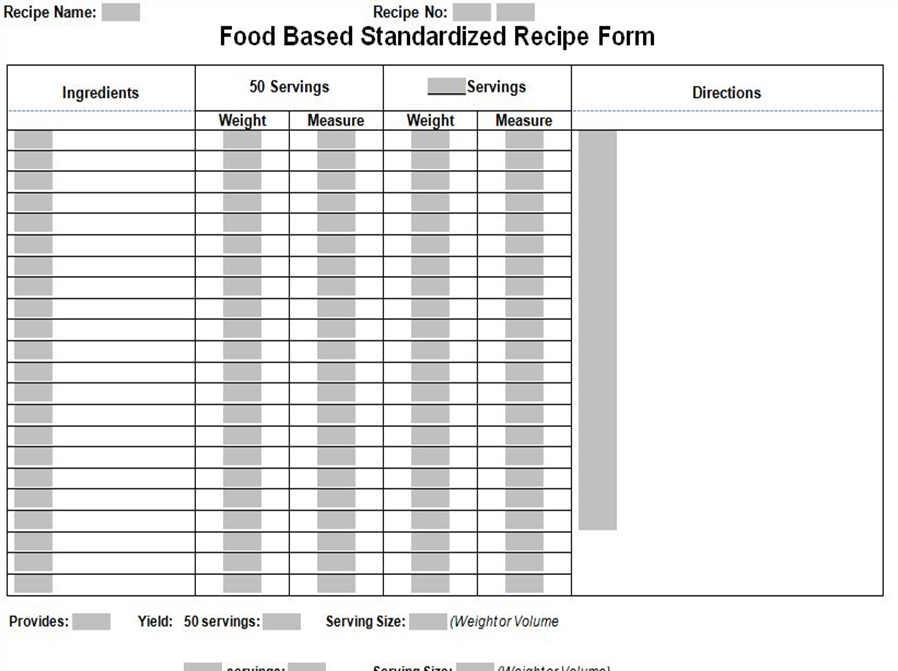 Recipe Name: Recipe No:
Food Based Standardized Recipe Form
Ingredients 50 Servings Servings Directions
Weight Measure Weight Measure
Provides: Yield: 50 servings: Serving Size: (Weight or Volume
servings: Serving Size: (Weight or Volume)